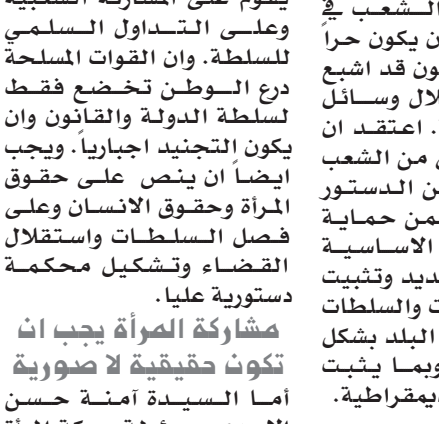 يقوم على المشاركة الشعبية
وعلى التداول السلمي
للسلطة. وان القوات المسلحة
درع الوطن تخضع فقط
لسلطة الدولة والقانون وان
يكون التجنيد اجبارياً. ويجب
ايضاً ان ينص على حقوق
المرأة وحقوق الانسان وعلى
فصل السلطات واستقلال
القضاء وتشكيل محكمة
دستورية عليا.
مشاركة المرأة يجب ان
تكون حقيقية لا صورية
أما السيدة آمنة حسن
الشعب في
ن يكون حراً
ون قد اشبع
لال وسائل
. اعتقد ان
من الشعب
ن الدستور
من حماية
الاساسية
ديد وتثبيت
ت والسلطات
البلد بشكل
وبما يثبت
يمقراطية.